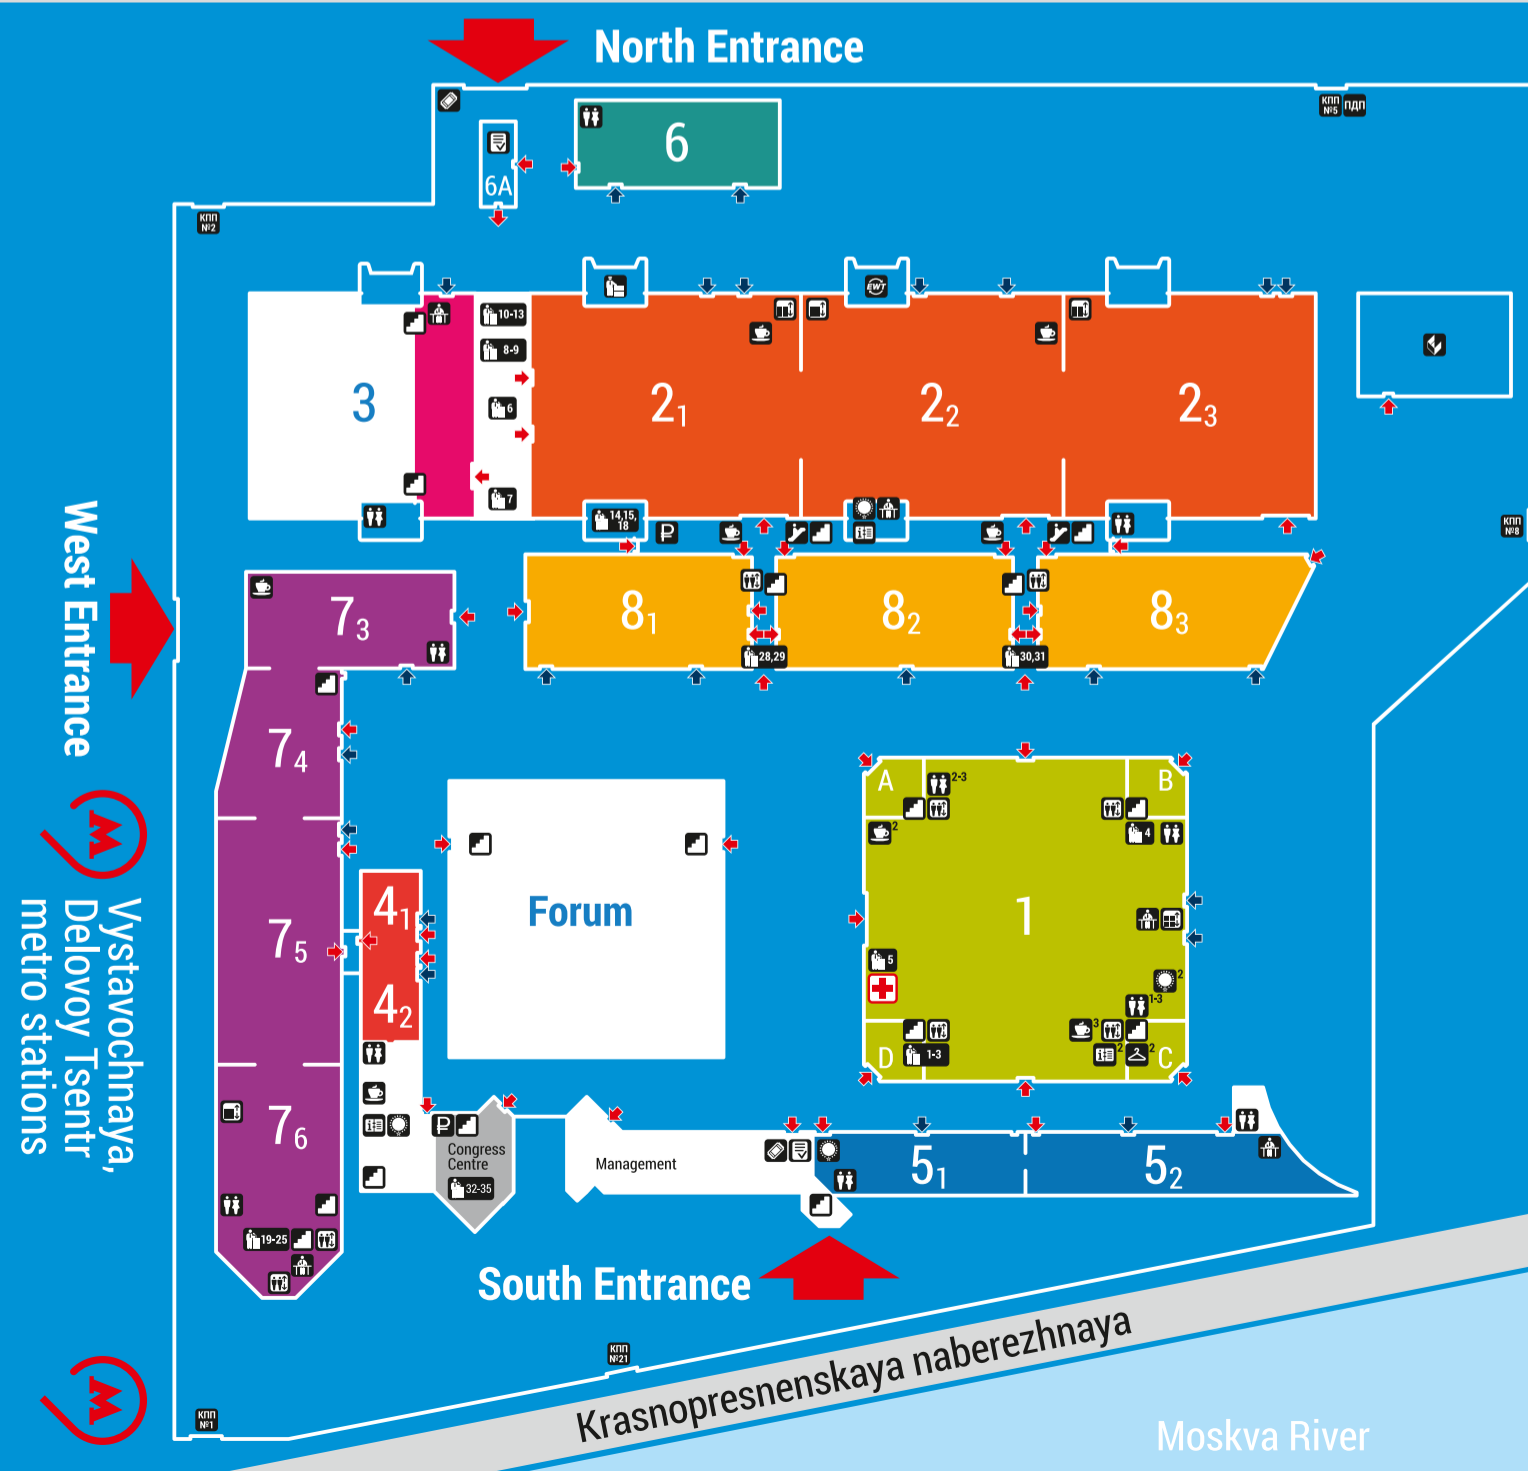 North Entrance
КПП
№5
ПДП
6
6A
КПП
№2
10-13
8-9
6
7
3
2₁
2₂
2₃
EWT
14,15,
18
КПП
№8
West Entrance
7₃
8₁
8₂
8₃
28,29
30,31
7₄
7₅
7₆
19-25
4₁
4₂
Forum
A
2-3
B
2
4
1
5
2
1-3
3
D
1-3
2
2
C
Vystavochnaya,
Delovoy Tsentr
metro stations
Congress
Centre
32-35
Management
5₁
5₂
South Entrance
КПП
№21
КПП
№1
Krasnopresnenskaya naberezhnaya
Moskva River
M
M